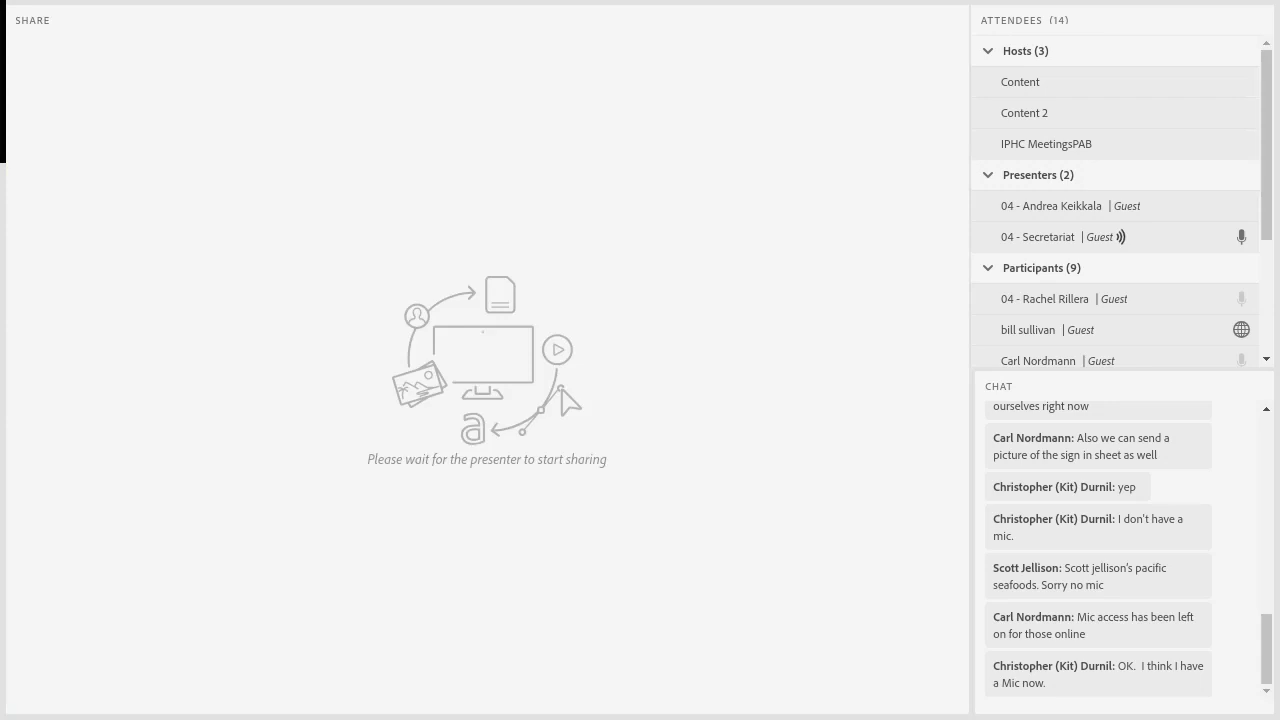 SHARE
Please wait for the presenter to start sharing
ATTENDEES (14)
Hosts (3)
Content
Content 2
IPHC MeetingsPAB
Presenters (2)
04 - Andrea Keikkala | Guest
04 - Secretariat | Guest
Participants (9)
04 - Rachel Rillera | Guest
bill sullivan | Guest
Carl Nordmann | Guest
CHAT
ourselves right now
Carl Nordmann: Also we can send a
picture of the sign in sheet as well
Christopher (Kit) Durnil: yep
Christopher (Kit) Durnil: I don't have a
mic.
Scott Jellison: Scott jellison's pacific
seafoods. Sorry no mic
Carl Nordmann: Mic access has been left
on for those online
Christopher (Kit) Durnil: OK.  I think I have
a Mic now.